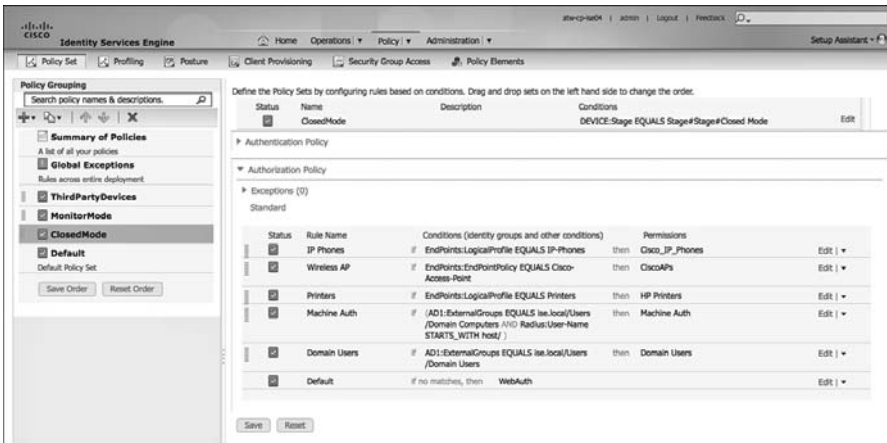 atw-cp-ise04 | admin | Logout | Feedback
CISCO Identity Services Engine
Home Operations Policy Administration
Setup Assistant
Policy Set Profiling Posture Client Provisioning Security Group Access Policy Elements
Policy Grouping
Search policy names & descriptions.
Summary of Policies
A list of all your policies
Global Exceptions
Rules across entire deployment
ThirdPartyDevices
MonitorMode
ClosedMode
Default
Default Policy Set
Save Order Reset Order
Define the Policy Sets by configuring rules based on conditions. Drag and drop sets on the left hand side to change the order.
Status Name Description Conditions
ClosedMode DEVICE:Stage EQUALS Stage#Stage#Closed Mode Edit
Authentication Policy
Authorization Policy
Exceptions (0)
Standard
Status Rule Name Conditions (identity groups and other conditions) Permissions
IP Phones if EndPoints:LogicalProfile EQUALS IP-Phones then Cisco_IP_Phones Edit |
Wireless AP if EndPoints:EndPointPolicy EQUALS Cisco-
Access-Point then CiscoAPs Edit |
Printers if EndPoints:LogicalProfile EQUALS Printers then HP Printers Edit |
Machine Auth if (AD1:ExternalGroups EQUALS ise.local/Users
/Domain Computers AND Radius:User-Name
STARTS_WITH host/ ) then Machine Auth Edit |
Domain Users if AD1:ExternalGroups EQUALS ise.local/Users
/Domain Users then Domain Users Edit |
Default if no matches, then WebAuth Edit |
Save Reset